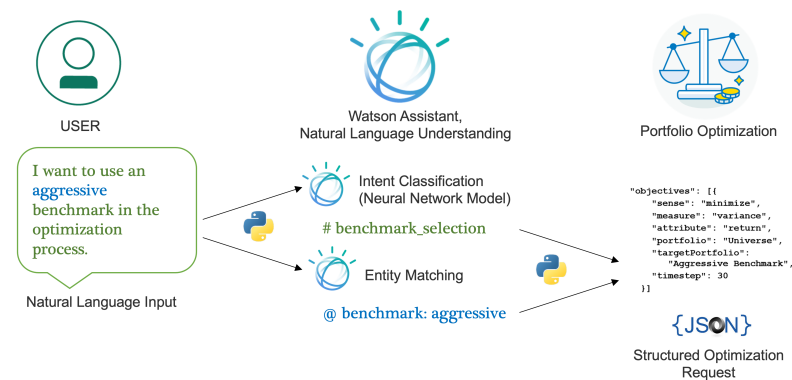 USER
Watson Assistant,
Natural Language Understanding
Portfolio Optimization
I want to use an
aggressive
benchmark in the
optimization
process.
Natural Language Input
Intent Classification
(Neural Network Model)
# benchmark_selection
Entity Matching
@ benchmark: aggressive
"objectives": [{
"sense": "minimize",
"measure": "variance",
"attribute": "return",
"portfolio": "Universe",
"targetPortfolio":
"Aggressive Benchmark",
"timestep": 30
}]
{JSON}
Structured Optimization
Request